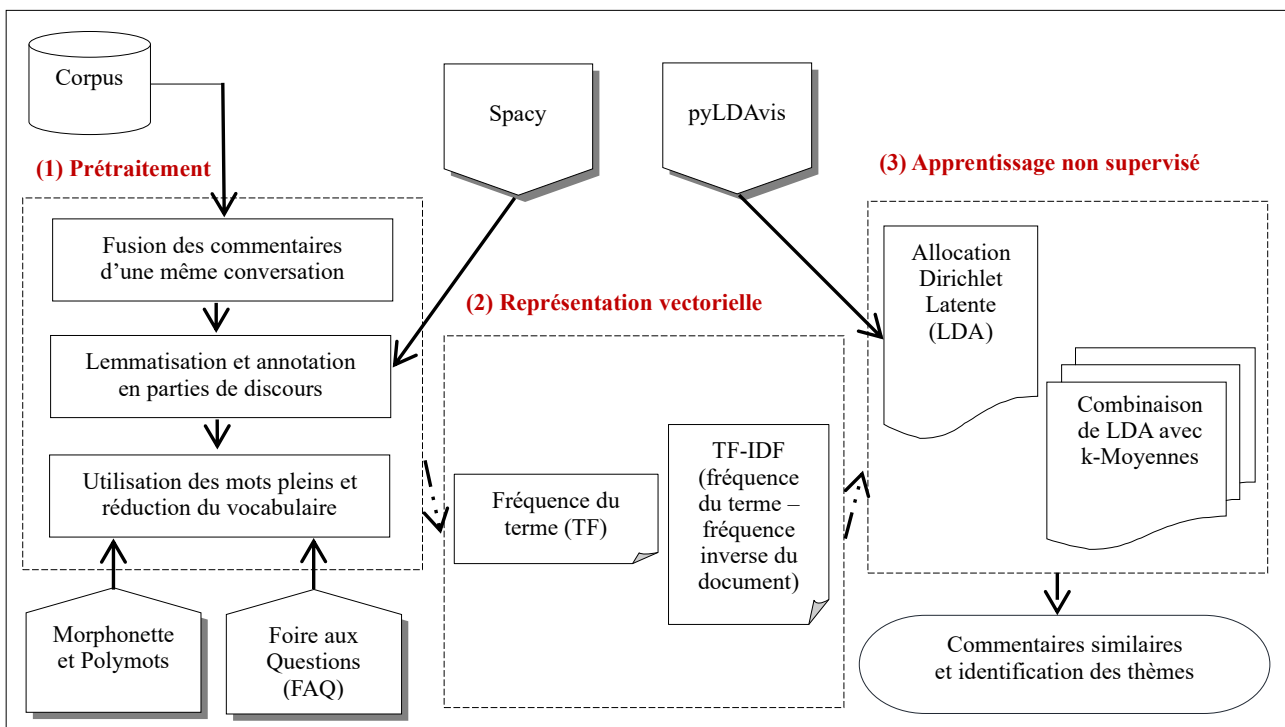 Corpus
Spacy
pyLDAvis
(1) Prétraitement
(3) Apprentissage non supervisé
Fusion des commentaires
d’une même conversation
Lemmatisation et annotation
en parties de discours
Utilisation des mots pleins et
réduction du vocabulaire
Morphonette
et Polymots
Foire aux
Questions
(FAQ)
(2) Représentation vectorielle
Fréquence du
terme (TF)
TF-IDF
(fréquence
du terme –
fréquence
inverse du
document)
Allocation
Dirichlet
Latente
(LDA)
Combinaison
de LDA avec
k-Moyennes
Commentaires similaires
et identification des thèmes